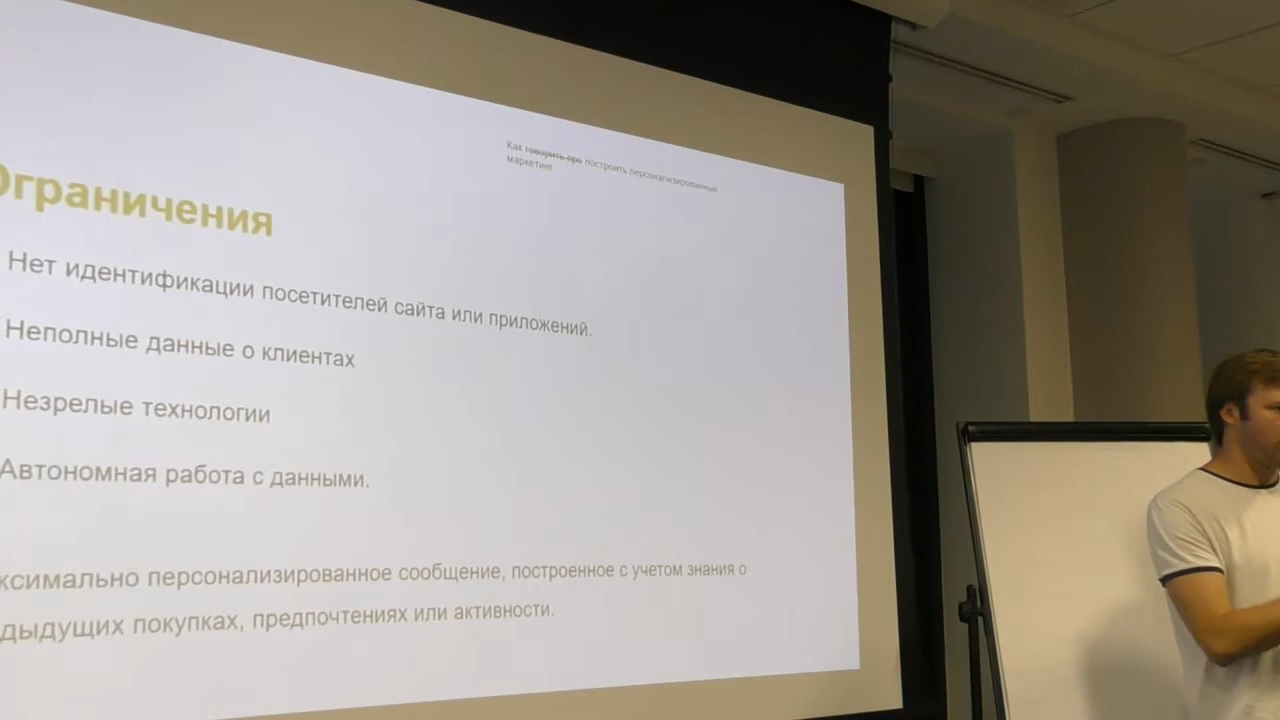 Как говорить про построить персонализированный
маркетинг
Ограничения
Нет идентификации посетителей сайта или приложений.
Неполные данные о клиентах
Незрелые технологии
Автономная работа с данными.
ксимально персонализированное сообщение, построенное с учетом знания о
дыдущих покупках, предпочтениях или активности.